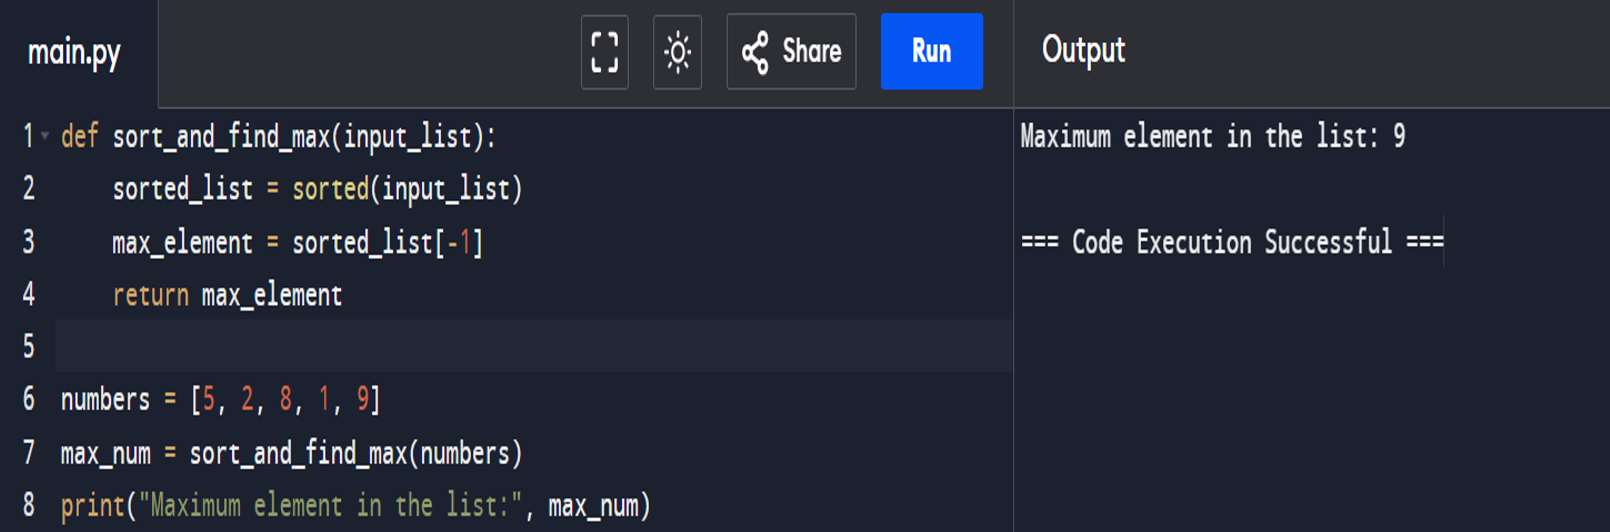 main.py
Share
Run
Output
1 def sort_and_find_max(input_list):
2     sorted_list = sorted(input_list)
3     max_element = sorted_list[-1]
4     return max_element
5
6 numbers = [5, 2, 8, 1, 9]
7 max_num = sort_and_find_max(numbers)
8 print("Maximum element in the list:", max_num)
Maximum element in the list: 9
=== Code Execution Successful ===